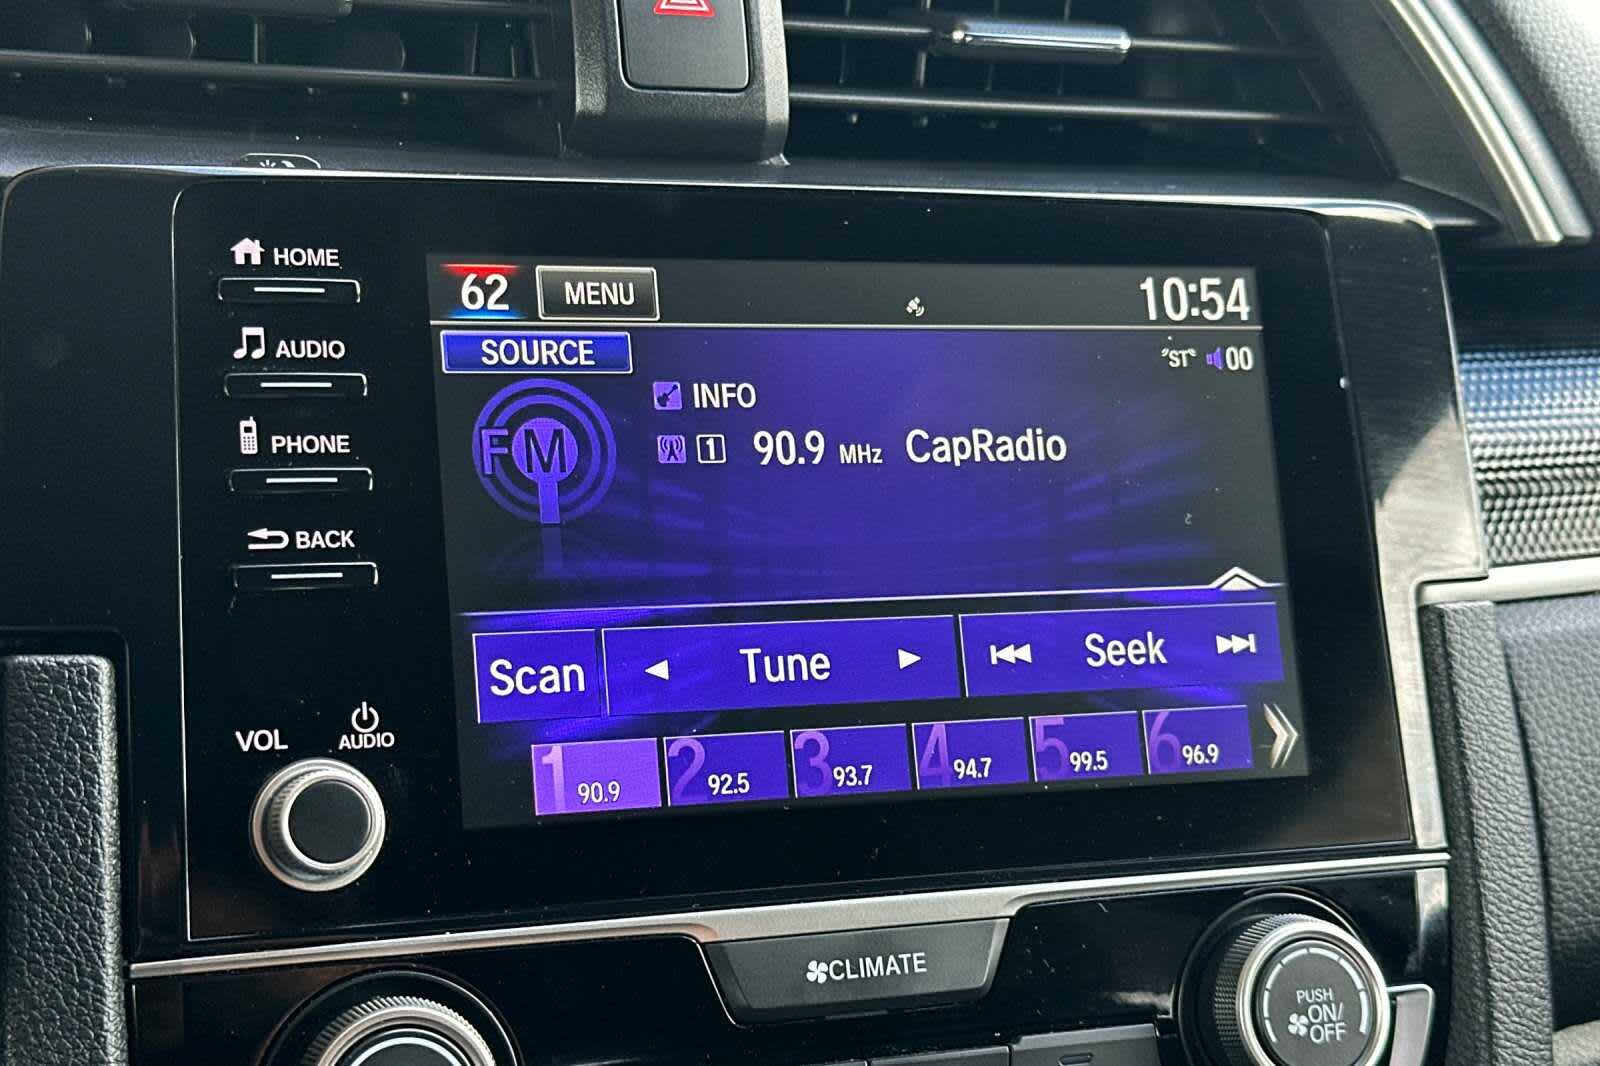 HOME
AUDIO
PHONE
BACK
VOL
AUDIO
62 MENU 10:54
SOURCE
"ST" 00
INFO
FM
1 90.9 MHz CapRadio
Scan Tune Seek
1 90.9 2 92.5 3 93.7 4 94.7 5 99.5 6 96.9
CLIMATE
PUSH
ON/
OFF